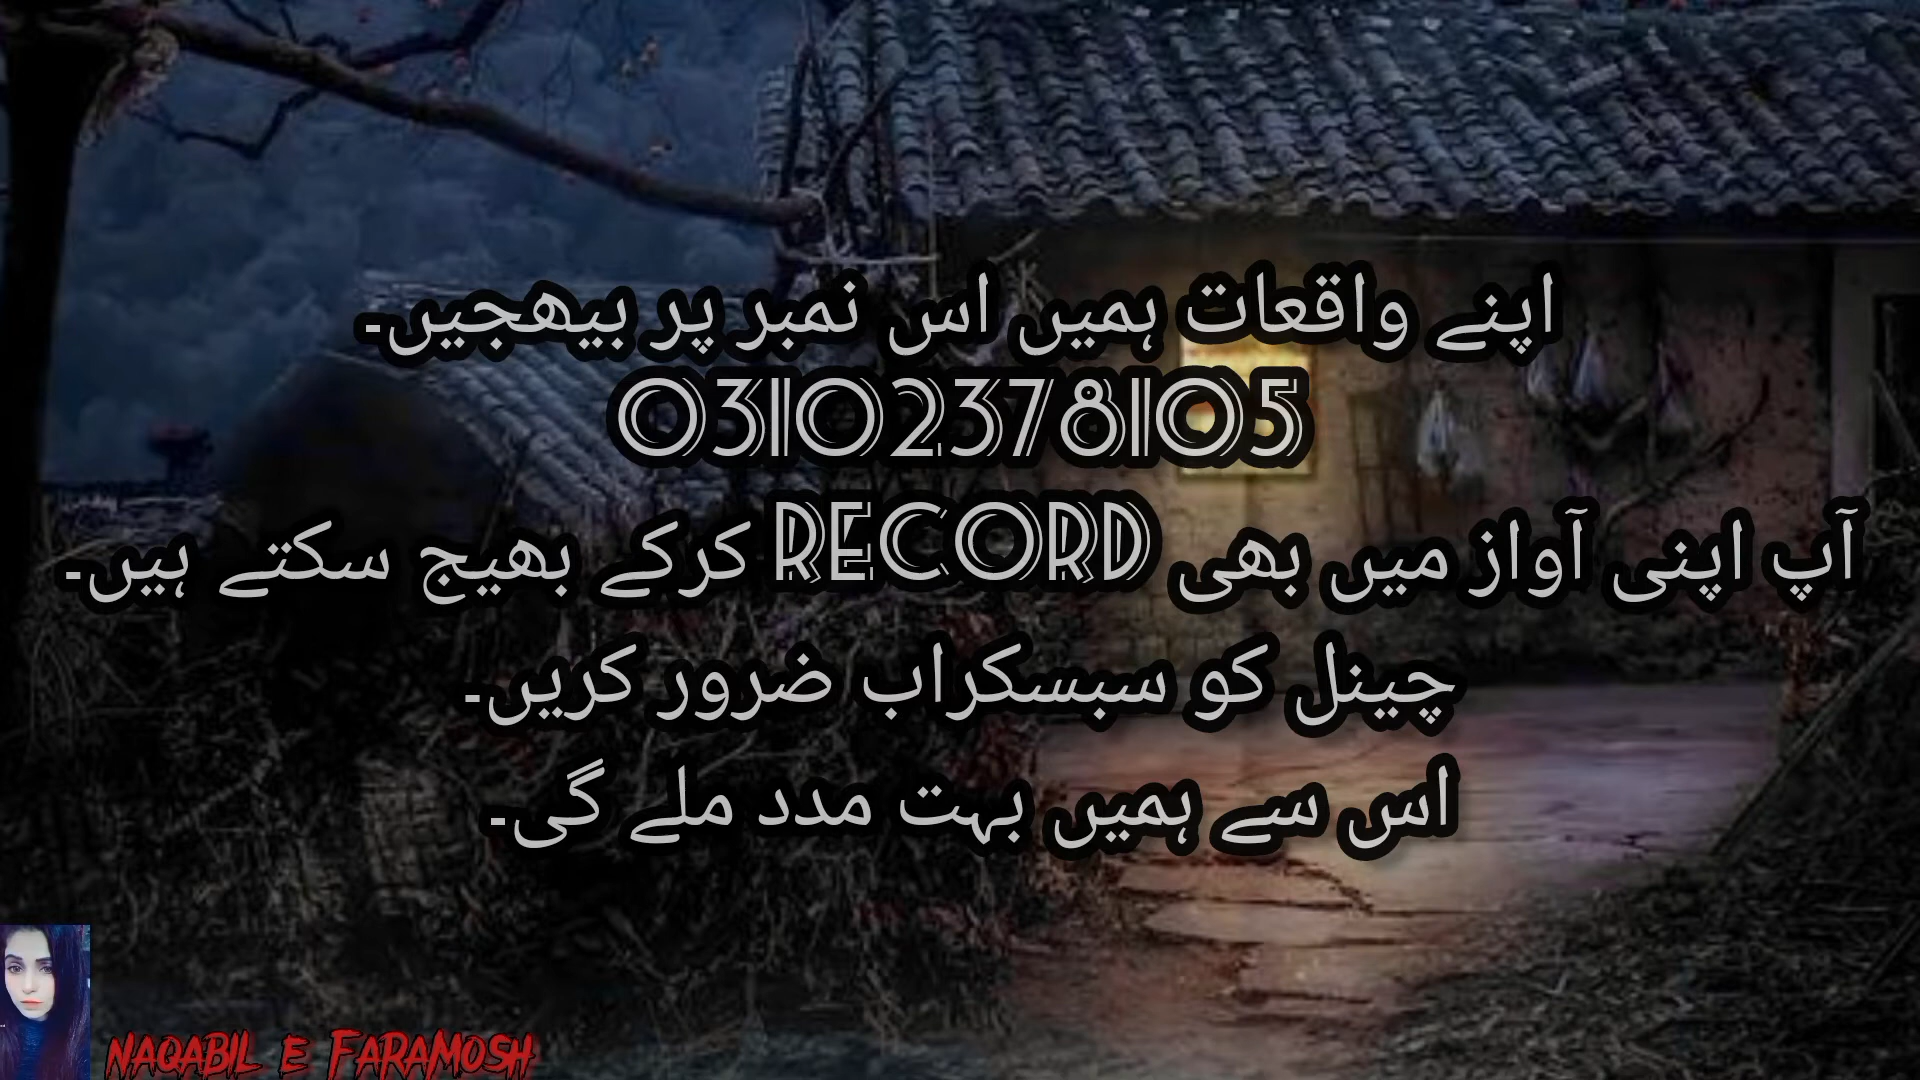 اپنے واقعات ہمیں اس نمبر پر بیھجیں۔
03102378105
آپ اپنی آواز میں بھی RECORD کرکے بھیج سکتے ہیں۔
چینل کو سبسکراب ضرور کریں۔
اس سے ہمیں بہت مدد ملے گی۔
NAQABIL E FARAMOSH